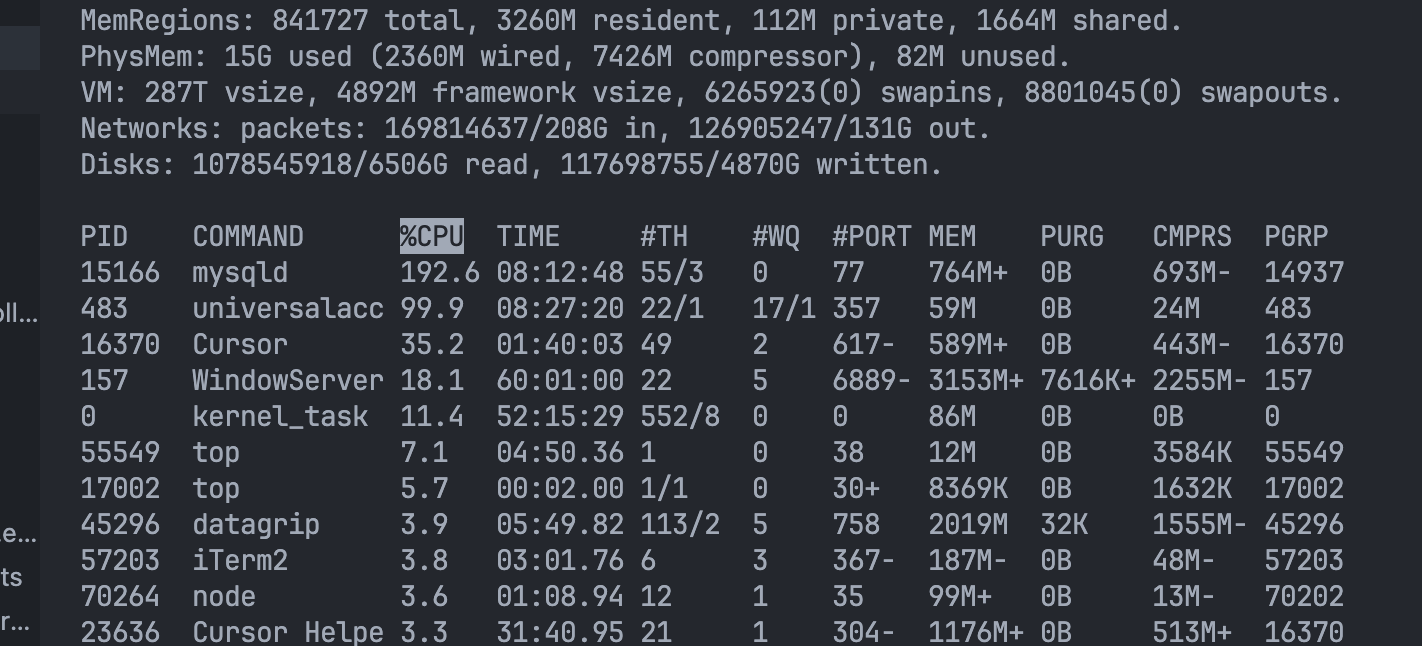 MemRegions: 841727 total, 3260M resident, 112M private, 1664M shared.
PhysMem: 15G used (2360M wired, 7426M compressor), 82M unused.
VM: 287T vsize, 4892M framework vsize, 6265923(0) swapins, 8801045(0) swapouts.
Networks: packets: 169814637/208G in, 126905247/131G out.
Disks: 1078545918/6506G read, 117698755/4870G written.
PID COMMAND %CPU TIME #TH #WQ #PORT MEM PURG CMPRS PGRP
15166 mysqld 192.6 08:12:48 55/3 0 77 764M+ 0B 693M- 14937
483 universalacc 99.9 08:27:20 22/1 17/1 357 59M 0B 24M 483
oll...
16370 Cursor 35.2 01:40:03 49 2 617- 589M+ 0B 443M- 16370
157 WindowServer 18.1 60:01:00 22 5 6889- 3153M+ 7616K+ 2255M- 157
0 kernel_task 11.4 52:15:29 552/8 0 0 86M 0B 0B 0
55549 top 7.1 04:50.36 1 0 38 12M 0B 3584K 55549
17002 top 5.7 00:02.00 1/1 0 30+ 8369K 0B 1632K 17002
45296 datagrip 3.9 05:49.82 113/2 5 758 2019M 32K 1555M- 45296
.e...
57203 iTerm2 3.8 03:01.76 6 3 367- 187M- 0B 48M- 57203
ts
70264 node 3.6 01:08.94 12 1 35 99M+ 0B 13M- 70202
r...
23636 Cursor Helpe 3.3 31:40.95 21 1 304- 1176M+ 0B 513M+ 16370